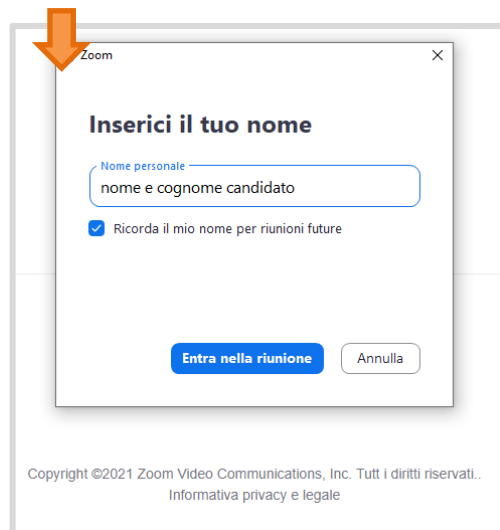 Zoom
Inserici il tuo nome
Nome personale
nome e cognome candidato
Ricorda il mio nome per riunioni future
Entra nella riunione
Annulla
Copyright ©2021 Zoom Video Communications, Inc. Tutt i diritti riservati..
Informativa privacy e legale